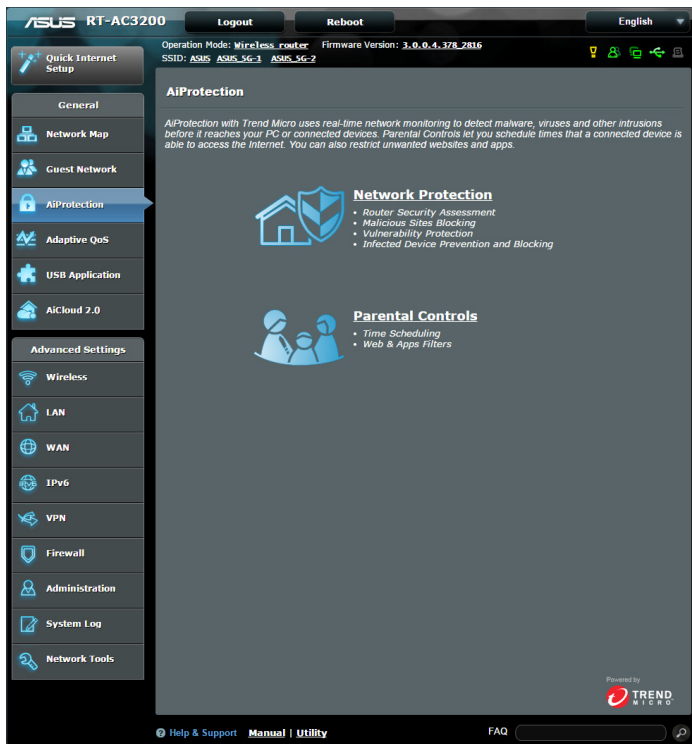 ASUS RT-AC3200 Logout Reboot English
Operation Mode: Wireless router Firmware Version: 3.0.0.4.378_2816
SSID: ASUS ASUS_5G-1 ASUS_5G-2
Quick Internet
Setup
General
Network Map
Guest Network
AiProtection
Adaptive QoS
USB Application
AiCloud 2.0
Advanced Settings
Wireless
LAN
WAN
IPv6
IPv6
VPN
Firewall
Administration
System Log
Network Tools
AiProtection
AiProtection with Trend Micro uses real-time network monitoring to detect malware, viruses and other intrusions
before it reaches your PC or connected devices. Parental Controls let you schedule times that a connected device is
able to access the Internet. You can also restrict unwanted websites and apps.
Network Protection
• Router Security Assessment
• Malicious Sites Blocking
• Vulnerability Protection
• Infected Device Prevention and Blocking
Parental Controls
• Time Scheduling
• Web & Apps Filters
Powered by
TREND
MICRO
? Help & Support Manual | Utility FAQ